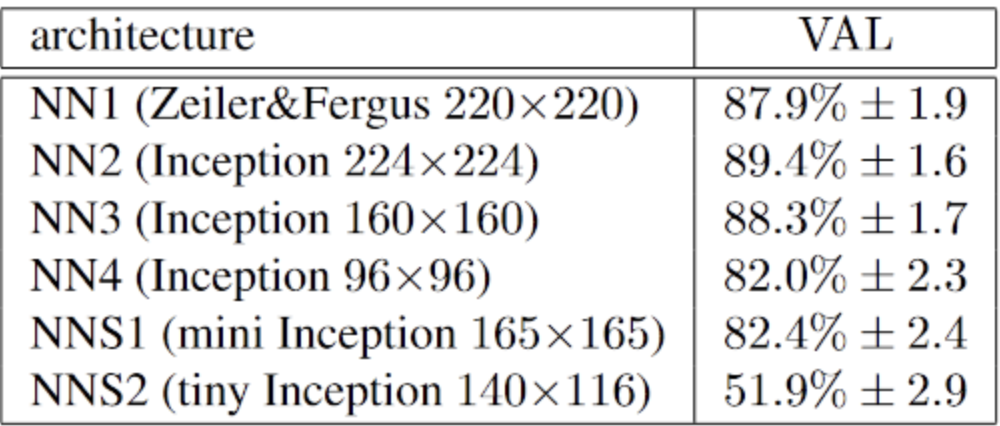 architecture VAL
NN1 (Zeiler&Fergus 220×220) 87.9% ± 1.9
NN2 (Inception 224×224) 89.4% ± 1.6
NN3 (Inception 160×160) 88.3% ± 1.7
NN4 (Inception 96×96) 82.0% ± 2.3
NNS1 (mini Inception 165×165) 82.4% ± 2.4
NNS2 (tiny Inception 140×116) 51.9% ± 2.9